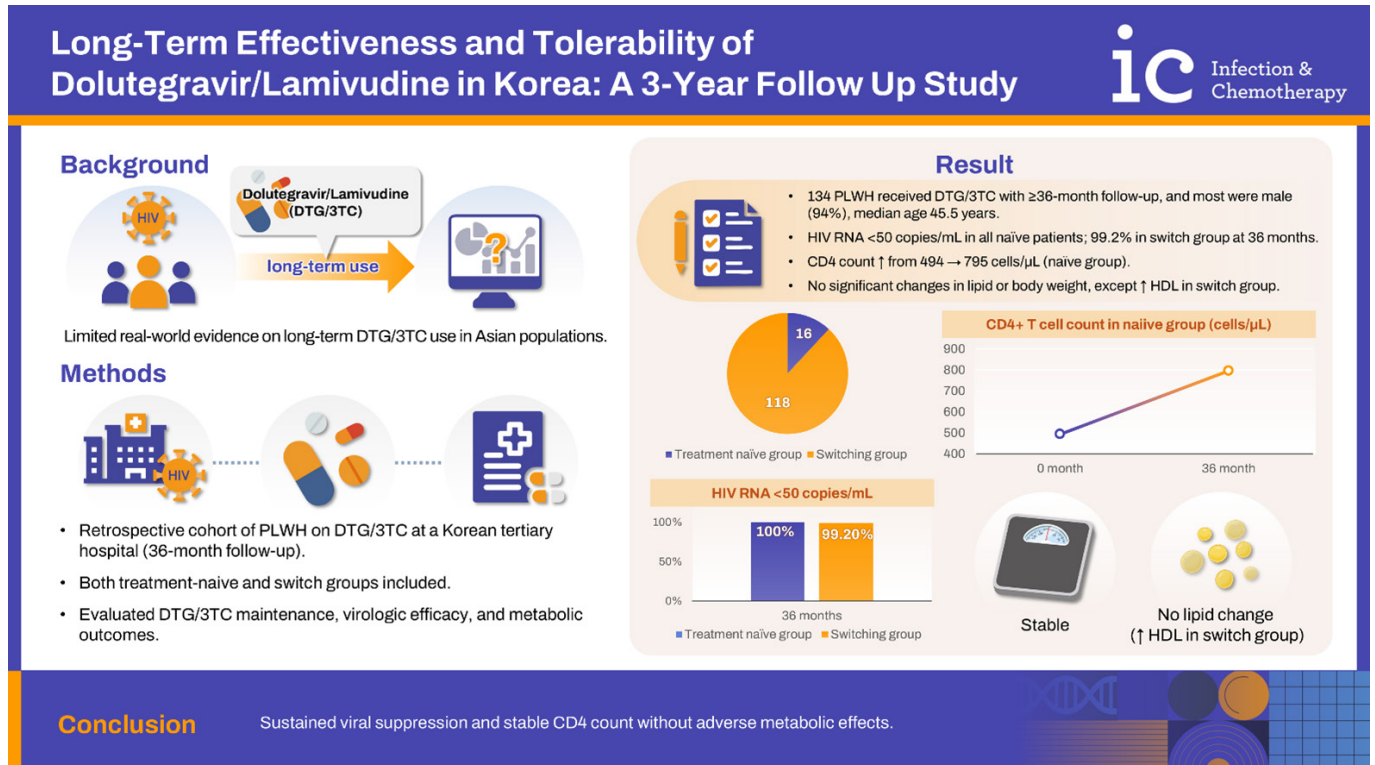 Long-Term Effectiveness and Tolerability of
Dolutegravir/Lamivudine in Korea: A 3-Year Follow Up Study
ic
Infection &
Chemotherapy
Background
HIV
Dolutegravir/Lamivudine
(DTG/3TC)
long-term use
?
Limited real-world evidence on long-term DTG/3TC use in Asian populations.
Methods
HIV
• Retrospective cohort of PLWH on DTG/3TC at a Korean tertiary
hospital (36-month follow-up).
• Both treatment-naive and switch groups included.
• Evaluated DTG/3TC maintenance, virologic efficacy, and metabolic
outcomes.
Result
• 134 PLWH received DTG/3TC with ≥36-month follow-up, and most were male
(94%), median age 45.5 years.
• HIV RNA <50 copies/mL in all naïve patients; 99.2% in switch group at 36 months.
• CD4 count ↑ from 494 → 795 cells/µL (naïve group).
• No significant changes in lipid or body weight, except ↑ HDL in switch group.
16
118
■ Treatment naïve group ■ Switching group
CD4+ T cell count in naiive group (cells/µL)
900
800
700
600
500
400
0 month 36 month
HIV RNA <50 copies/mL
100%
50%
0%
100% 99.20%
36 months
■ Treatment naïve group ■ Switching group
Stable
No lipid change
(↑ HDL in switch group)
Conclusion
Sustained viral suppression and stable CD4 count without adverse metabolic effects.